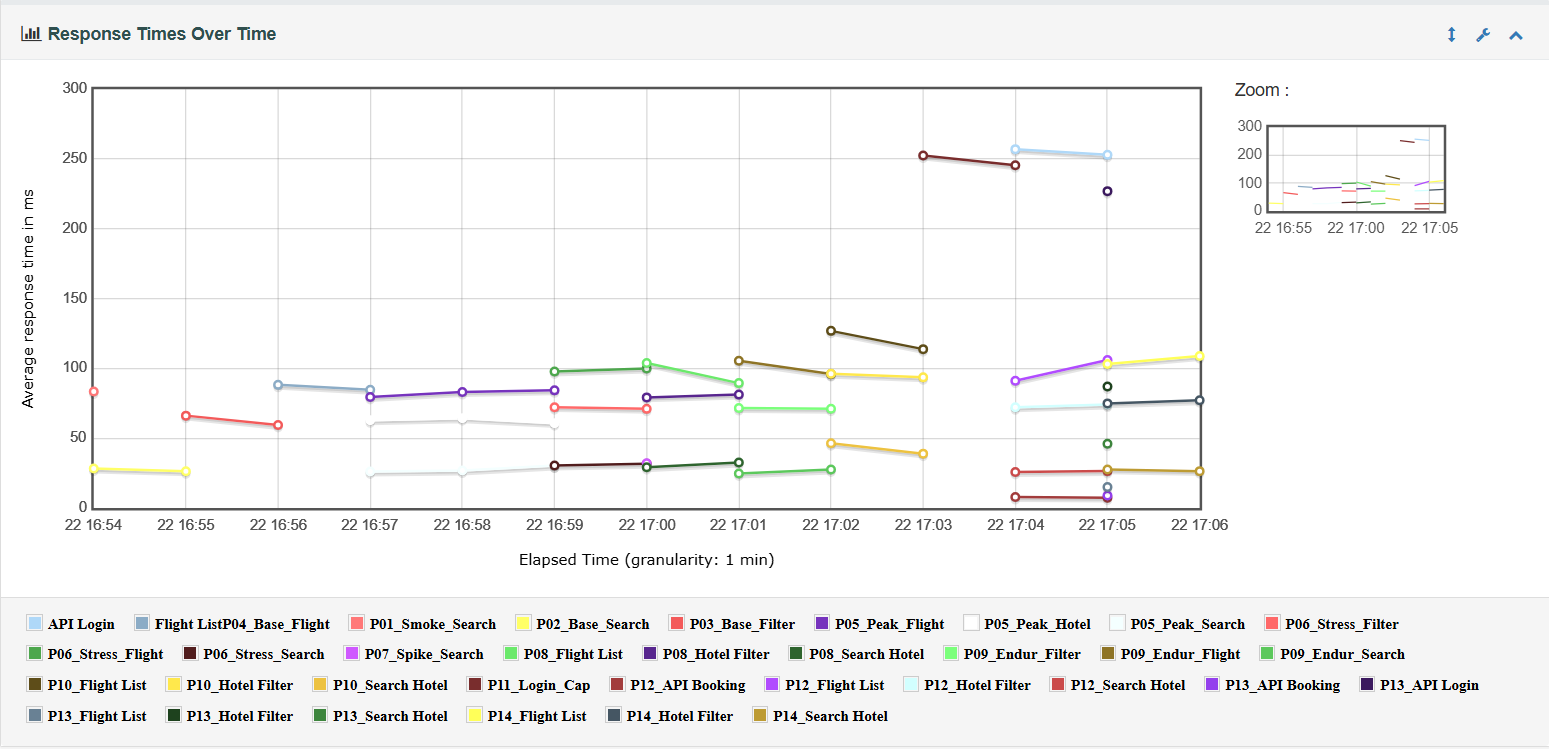 Response Times Over Time
Zoom :
300
250
200
150
100
50
0
Average response time in ms
22 16:54 22 16:55 22 16:56 22 16:57 22 16:58 22 16:59 22 17:00 22 17:01 22 17:02 22 17:03 22 17:04 22 17:05 22 17:06
Elapsed Time (granularity: 1 min)
300
200
100
0
22 16:55 22 17:00 22 17:05
API Login Flight ListP04_Base_Flight P01_Smoke_Search P02_Base_Search P03_Base_Filter P05_Peak_Flight P05_Peak_Hotel P05_Peak_Search P06_Stress_Filter
P06_Stress_Flight P06_Stress_Search P07_Spike_Search P08_Flight List P08_Hotel Filter P08_Search Hotel P09_Endur_Filter P09_Endur_Flight P09_Endur_Search
P10_Flight List P10_Hotel Filter P10_Search Hotel P11_Login_Cap P12_API Booking P12_Flight List P12_Hotel Filter P12_Search Hotel P13_API Booking P13_API Login
P13_Flight List P13_Hotel Filter P13_Search Hotel P14_Flight List P14_Hotel Filter P14_Search Hotel